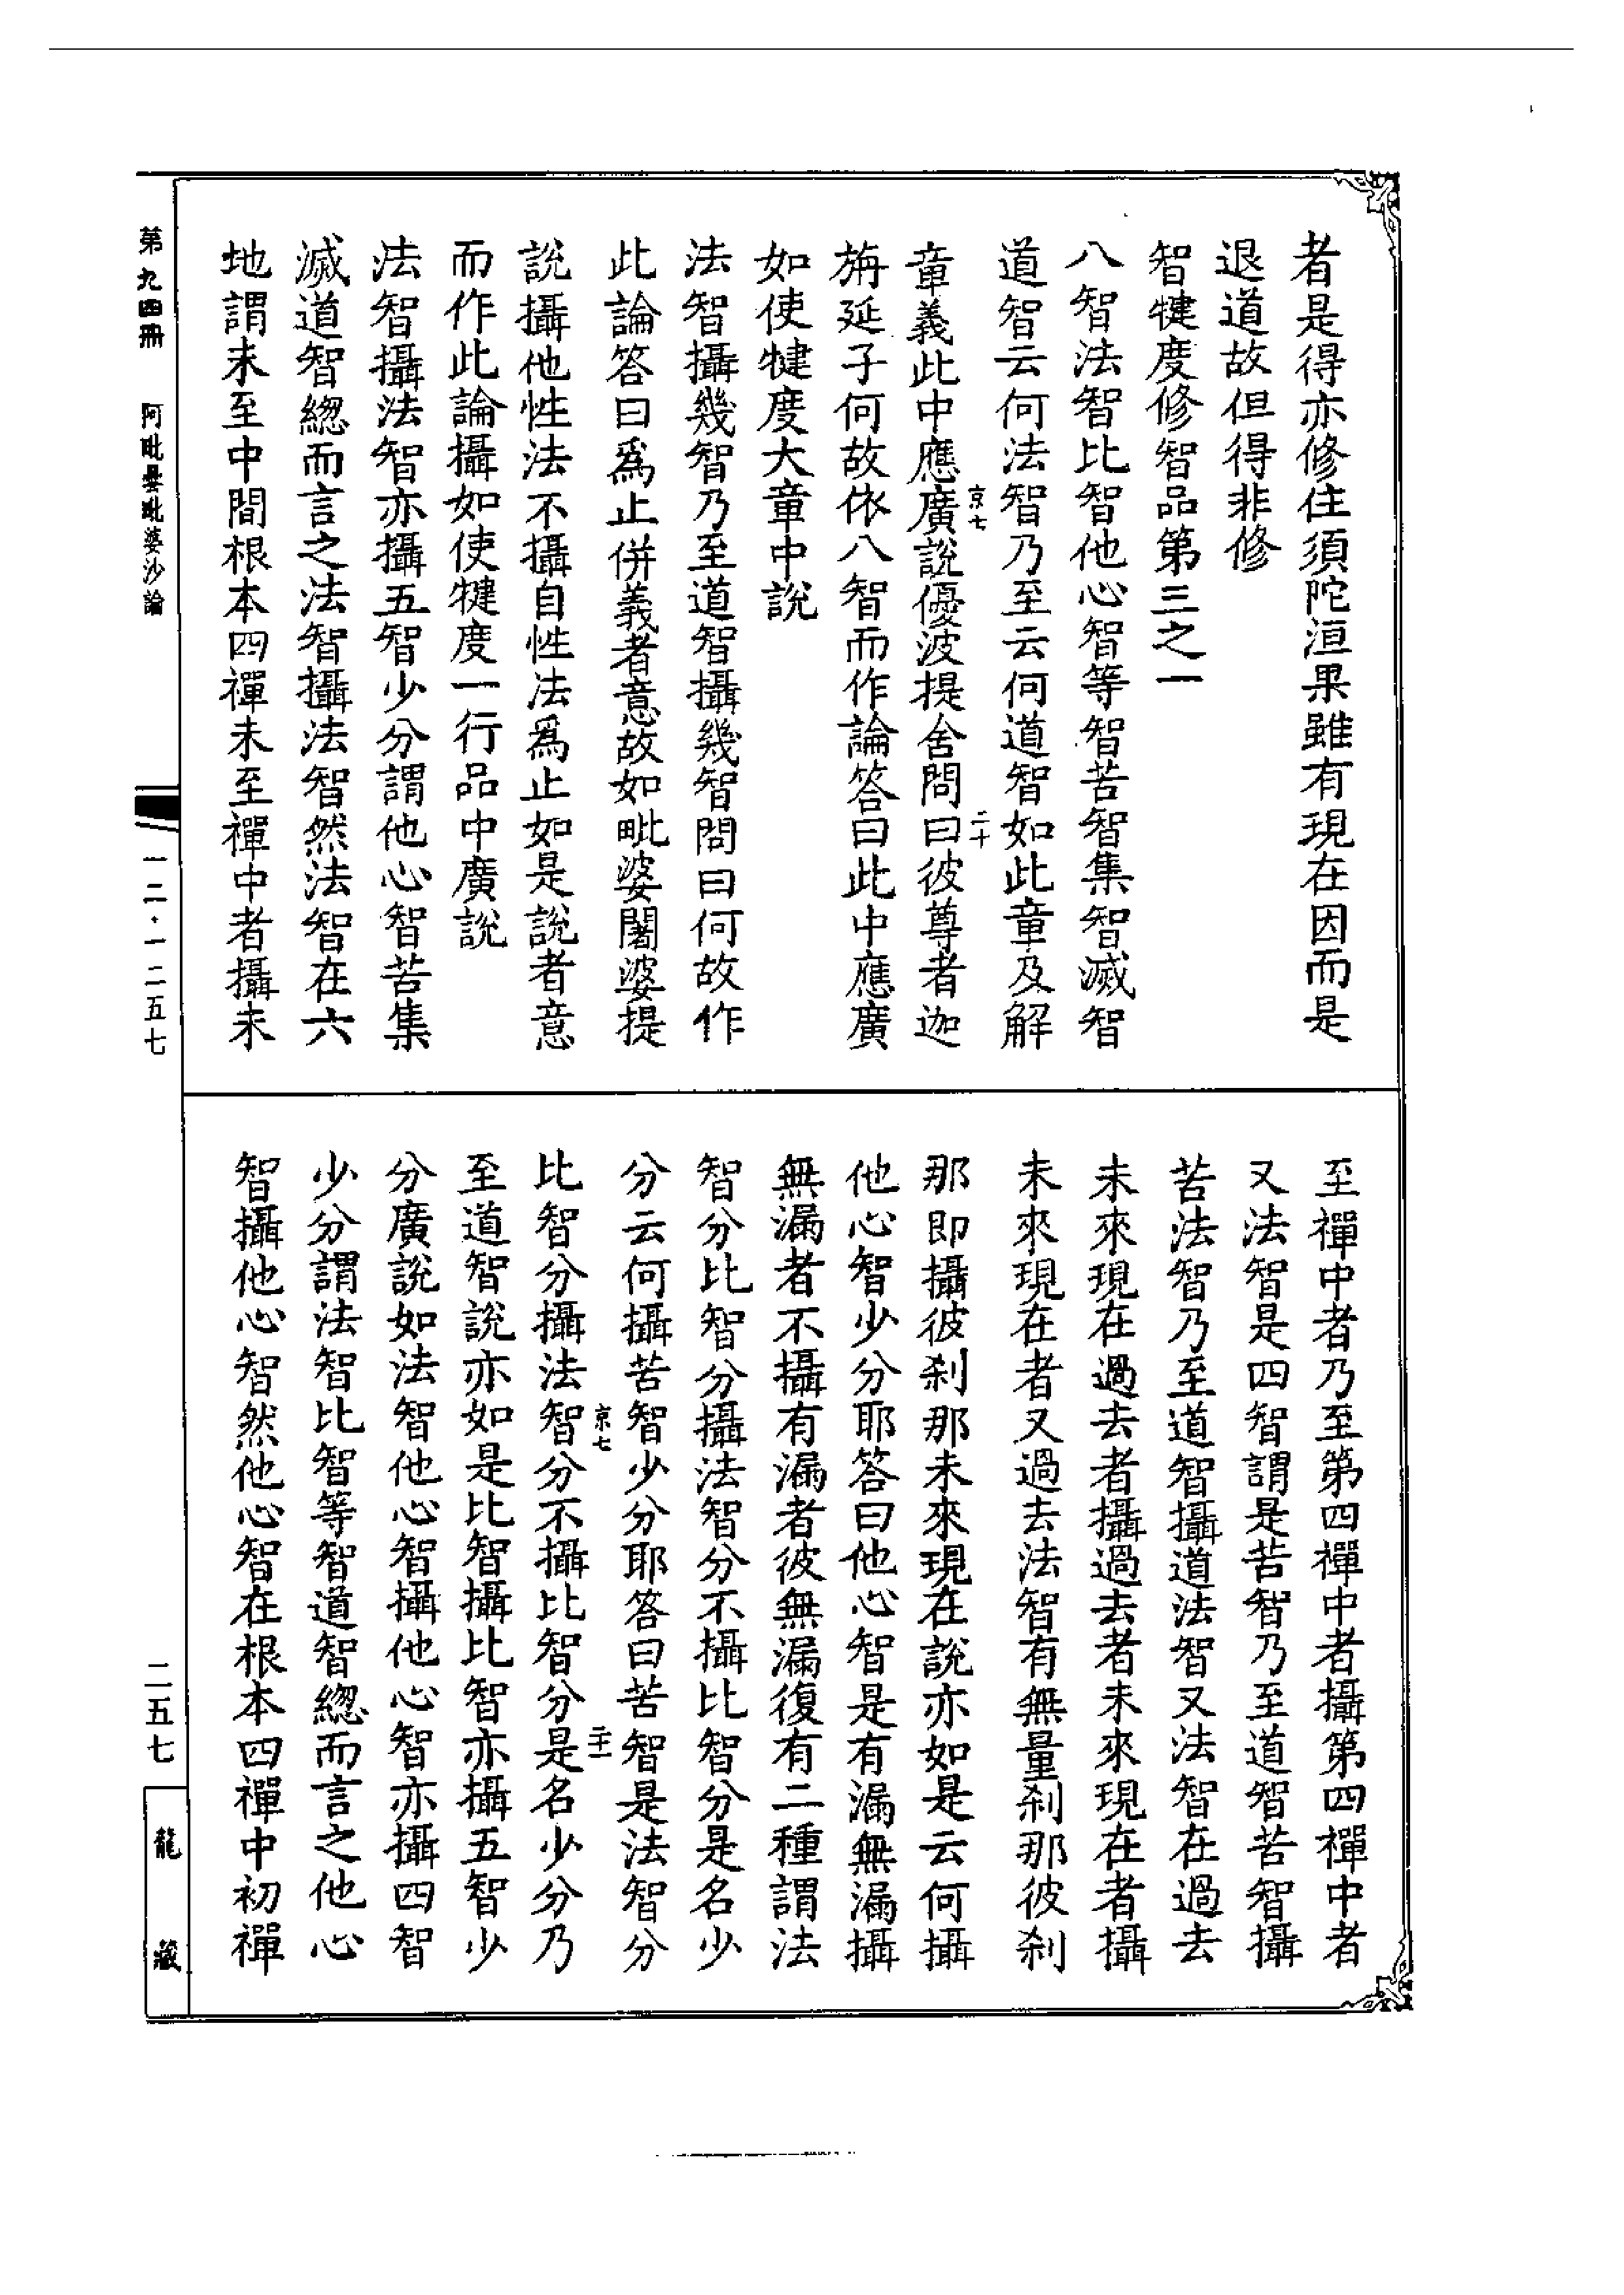 者是得亦修住須陀洹果雖有現在因而是
退道故但得非修
智犍度修智品第三之一
八智法智比智他心智等智苦智集智滅智
道智云何法智乃至云何道智如此章及解
章義此中應廣說優波提舍問曰彼尊者迦
旃延子何故依八智而作論答曰此中應廣
如使犍度大章中說
法智攝幾智乃至道智攝幾智問曰何故作
此論答曰爲止併義者意故如毗婆闍婆提
說攝他性法不攝自性法爲止如是說者意
而作此論攝如使犍度一行品中廣說
法智攝法智亦攝五智少分謂他心智苦集
滅道智緫而言之法智攝法智然法智在六
地謂未至中間根本四禪未至禪中者攝未
京七
二十
至禪中者乃至第四禪中者攝第四禪中者
又法智是四智謂是苦智乃至道智苦智攝
苦法智乃至道智攝道法智又法智在過去
未來現在過去者攝過去者未來現在者攝
未來現在者又過去法智有無量刹那彼刹
那即攝彼刹那未來現在說亦如是云何攝
他心智少分耶答曰他心智是有漏無漏攝
無漏者不攝有漏者彼無漏復有二種謂法
智分比智分攝法智分不攝比智分是名少
分云何攝苦智少分耶答曰苦智是法智分
比智分攝法智分不攝比智分是名少分乃
至道智說亦如是比智攝比智亦攝五智少
分廣說如法智他心智攝他心智亦攝四智
少分謂法智比智等智道智緫而言之他心
智攝他心智然他心智在根本四禪中初禪
京七
二十一
第九四冊
阿毗曇毗婆沙論
一二·一二五七
二五七
龍藏